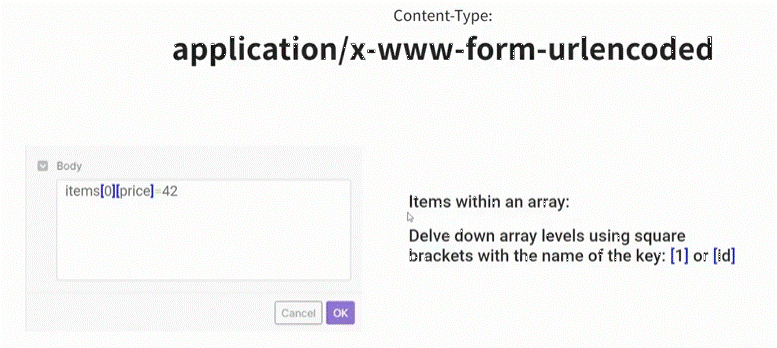 Content-Type:
application/x-www-form-urlencoded
Body
items[0][price]=42
Items within an array:
Delve down array levels using square
brackets with the name of the key: [1] or [id]
Cancel
OK